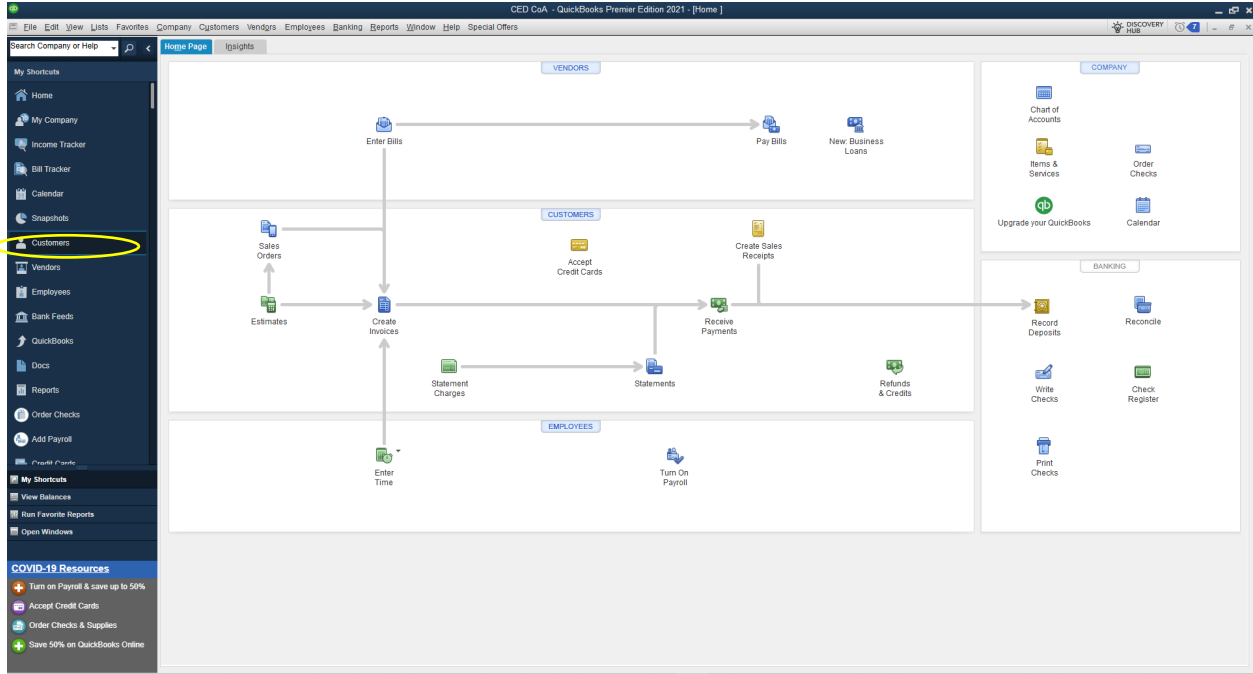 CED CoA - QuickBooks Premier Edition 2021 - [Home ]
File Edit View Lists Favorites Company Customers Vendors Employees Banking Reports Window Help Special Offers
DISCOVERY
HUB
7
Search Company or Help
Home Page Insights
My Shortcuts
Home
My Company
Income Tracker
Bill Tracker
Calendar
Snapshots
Customers
Vendors
Employees
Bank Feeds
QuickBooks
Docs
Reports
Order Checks
Add Payroll
Credit Cards
My Shortcuts
View Balances
Run Favorite Reports
Open Windows
COVID-19 Resources
Turn on Payroll & save up to 50%
Accept Credit Cards
Order Checks & Supplies
Save 50% on QuickBooks Online
VENDORS
Enter Bills
Pay Bills
New: Business
Loans
CUSTOMERS
Sales
Orders
Accept
Credit Cards
Create Sales
Receipts
Estimates
Create
Invoices
Receive
Payments
Statement
Charges
Statements
Refunds
& Credits
EMPLOYEES
Enter
Time
Turn On
Payroll
COMPANY
Chart of
Accounts
Items &
Services
Order
Checks
qb
Upgrade your QuickBooks
Calendar
BANKING
Record
Deposits
Reconcile
Write
Checks
Check
Register
Print
Checks